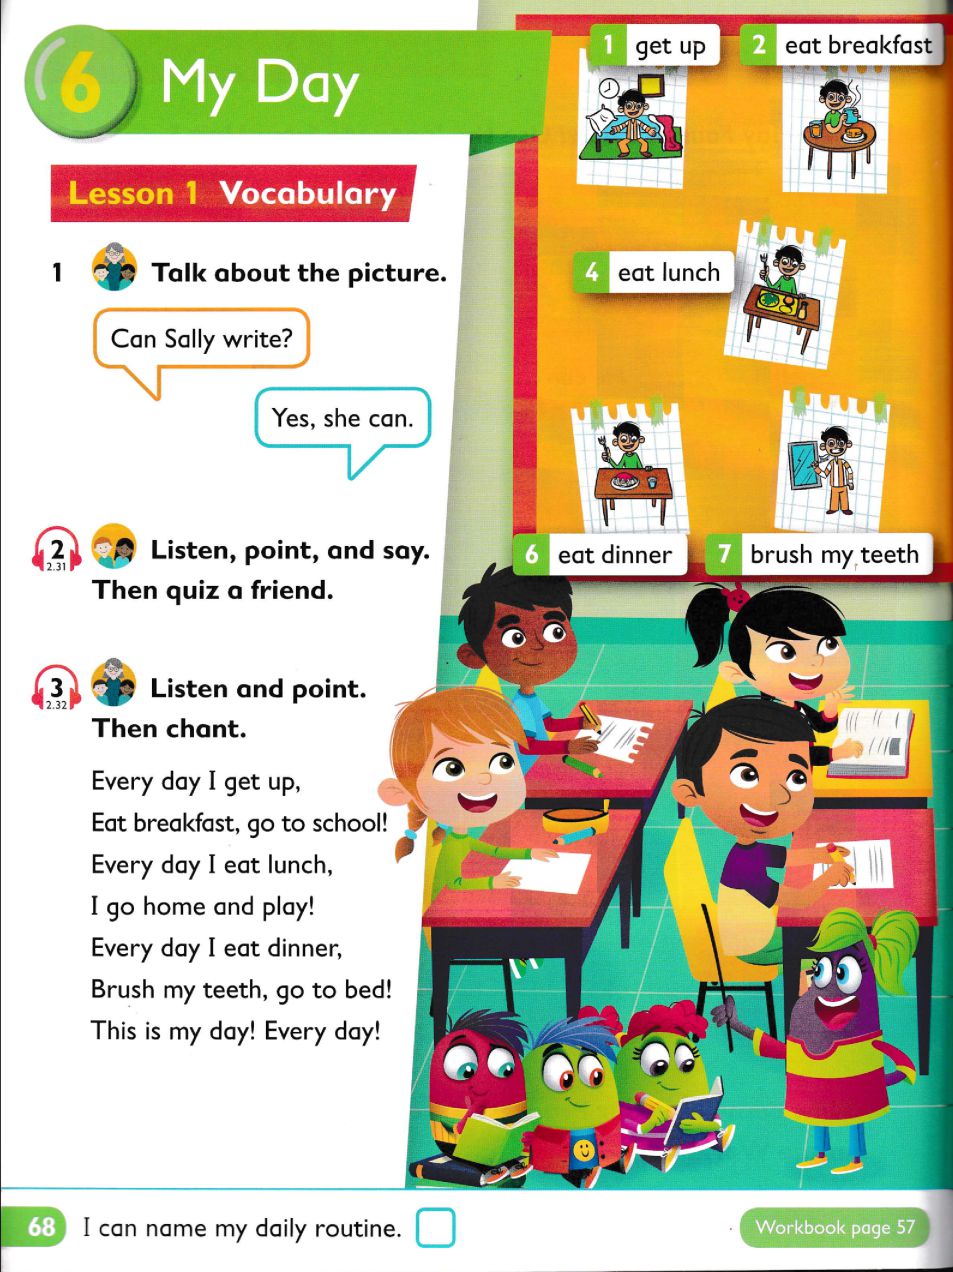 6 My Day
Lesson 1 Vocabulary
1 Talk about the picture.
Can Sally write?
Yes, she can.
2 2.31 Listen, point, and say.
Then quiz a friend.
3 2.32 Listen and point.
Then chant.
Every day I get up,
Eat breakfast, go to school!
Every day I eat lunch,
I go home and play!
Every day I eat dinner,
Brush my teeth, go to bed!
This is my day! Every day!
1 get up
2 eat breakfast
4 eat lunch
6 eat dinner
7 brush my teeth
68 I can name my daily routine.
Workbook page 57